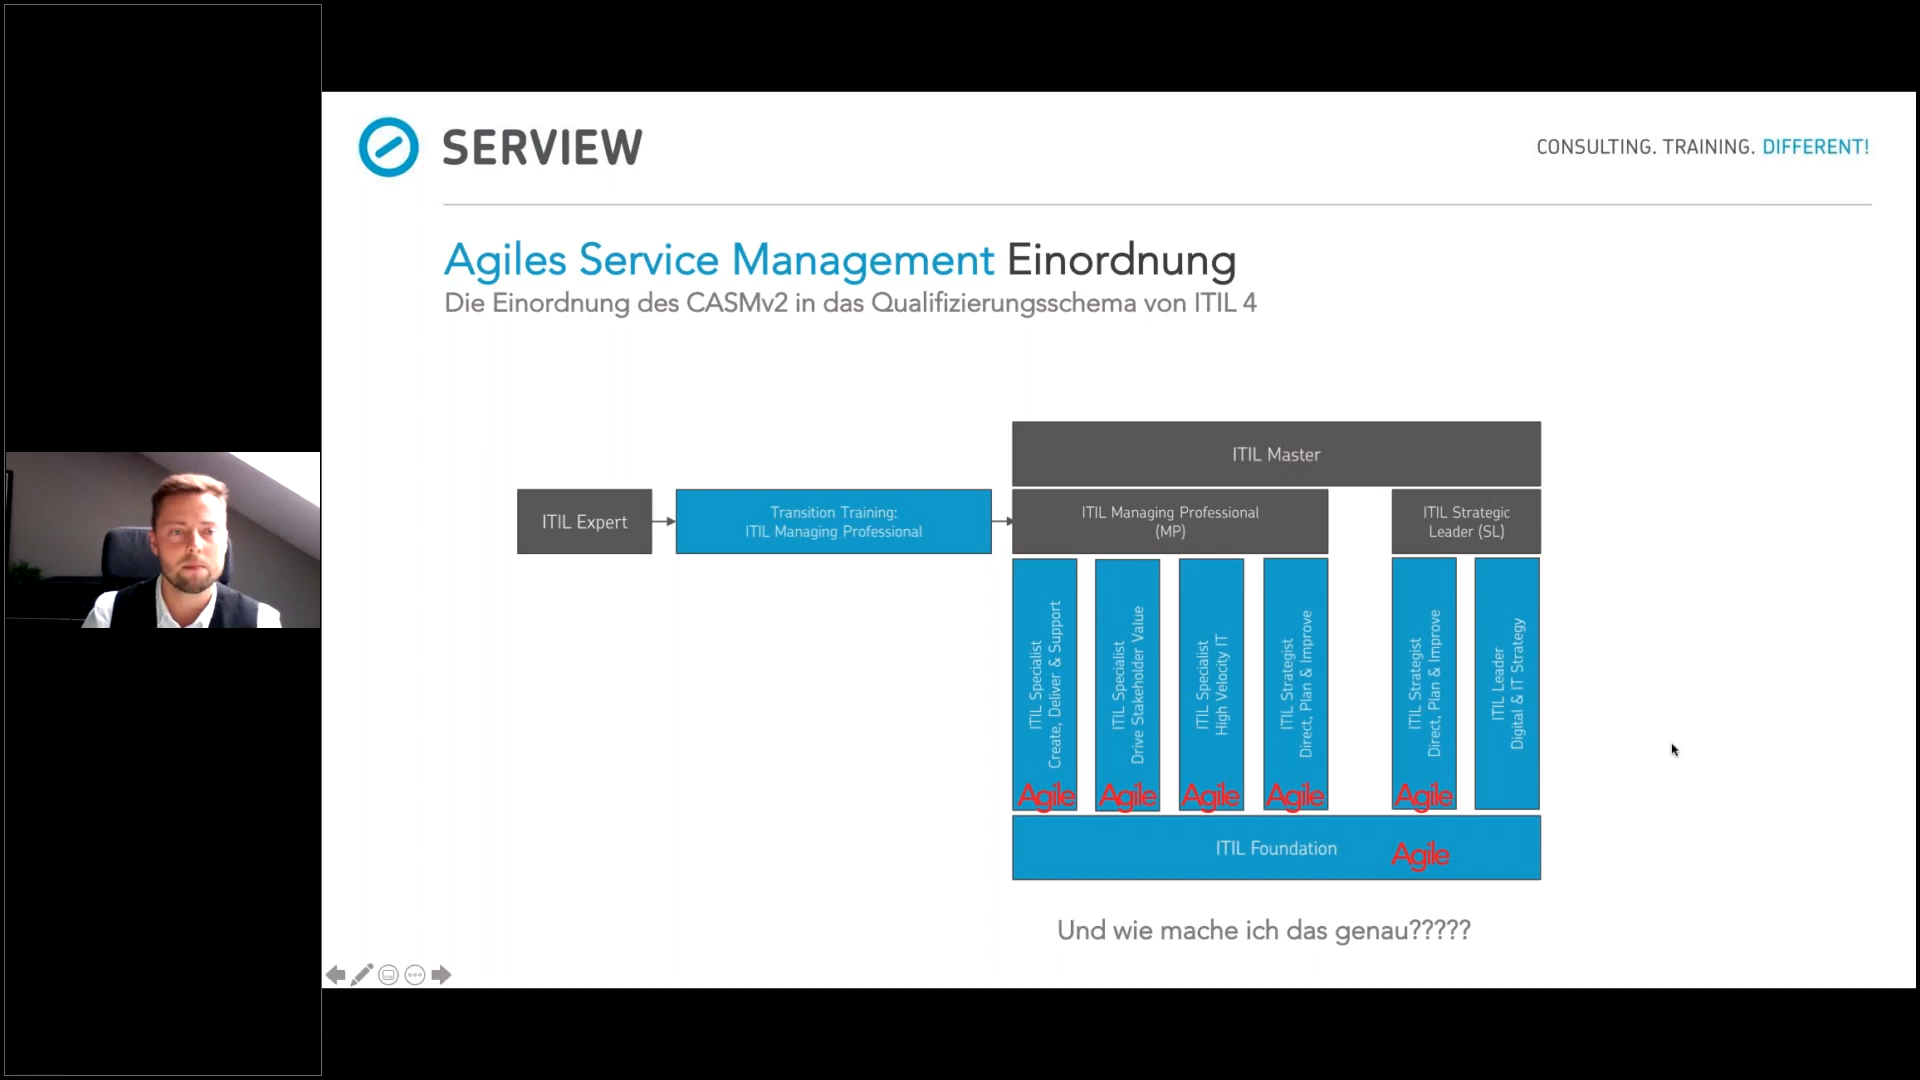 SERVIEW
CONSULTING. TRAINING. DIFFERENT!
Agiles Service Management Einordnung
Die Einordnung des CASMv2 in das Qualifizierungsschema von ITIL 4
ITIL Master
ITIL Expert
Transition Training:
ITIL Managing Professional
ITIL Managing Professional
(MP)
ITIL Strategic
Leader (SL)
ITIL Specialist
Create, Deliver & Support
ITIL Specialist
Drive Stakeholder Value
ITIL Specialist
High Velocity IT
ITIL Strategist
Direct, Plan & Improve
ITIL Strategist
Direct, Plan & Improve
ITIL Leader
Digital & IT Strategy
Agile
Agile
Agile
Agile
Agile
ITIL Foundation
Agile
Und wie mache ich das genau?????